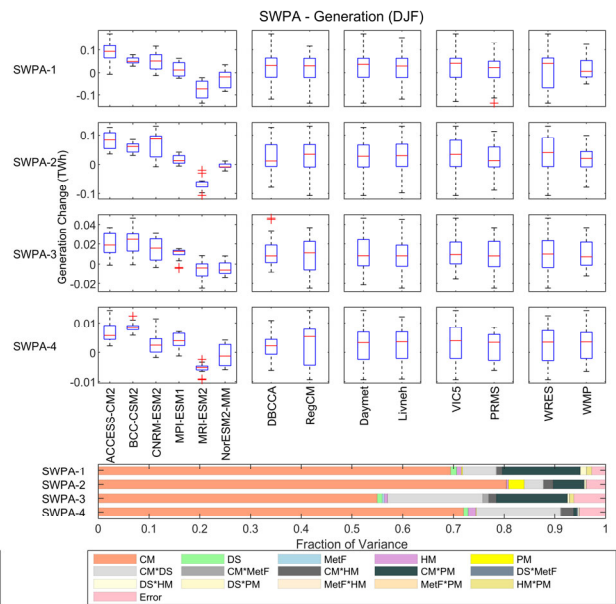 SWPA - Generation (DJF)
Generation Change (TWh)
SWPA-1
0.1
0
-0.1
SWPA-2
0.1
0
-0.1
SWPA-3
0.04
0.02
0
-0.02
SWPA-4
0.01
0
-0.01
ACCESS-CM2
BCC-CSM2
CNRM-ESM2
MPI-ESM1
MRI-ESM2
NorESM2-MM
DBCCA
RegCM
Daymet
Livneh
VIC5
PRMS
WRES
WMP
SWPA-1
SWPA-2
SWPA-3
SWPA-4
0 0.1 0.2 0.3 0.4 0.5 0.6 0.7 0.8 0.9 1
Fraction of Variance
CM DS MetF HM PM
CM*DS CM*MetF CM*HM CM*PM DS*MetF
DS*HM DS*PM MetF*HM MetF*PM HM*PM
Error